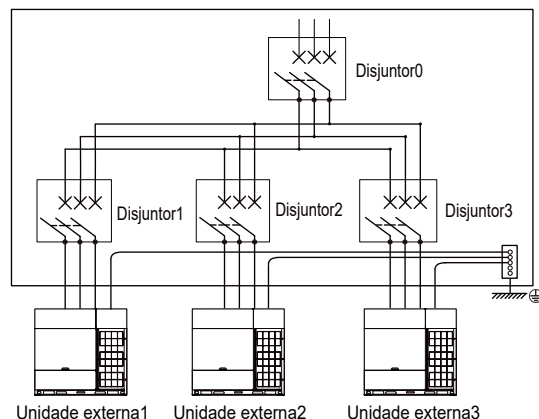 Disjuntor0
Disjuntor1
Disjuntor2
Disjuntor3
Unidade externa1
Unidade externa2
Unidade externa3